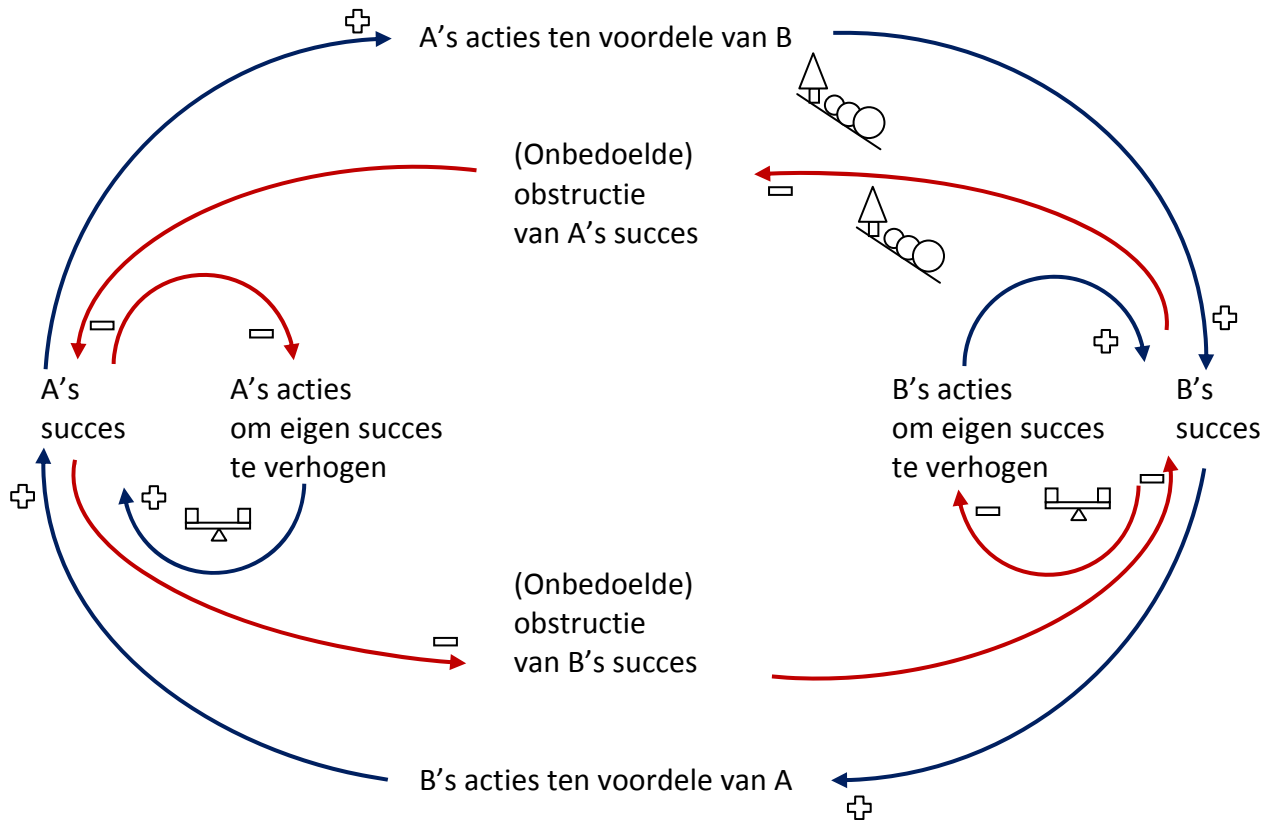 A's acties ten voordele van B
(Onbedoelde)
obstructie
van A's succes
A's
succes
A's acties
om eigen succes
te verhogen
B's acties
om eigen succes
te verhogen
B's
succes
(Onbedoelde)
obstructie
van B's succes
B's acties ten voordele van A